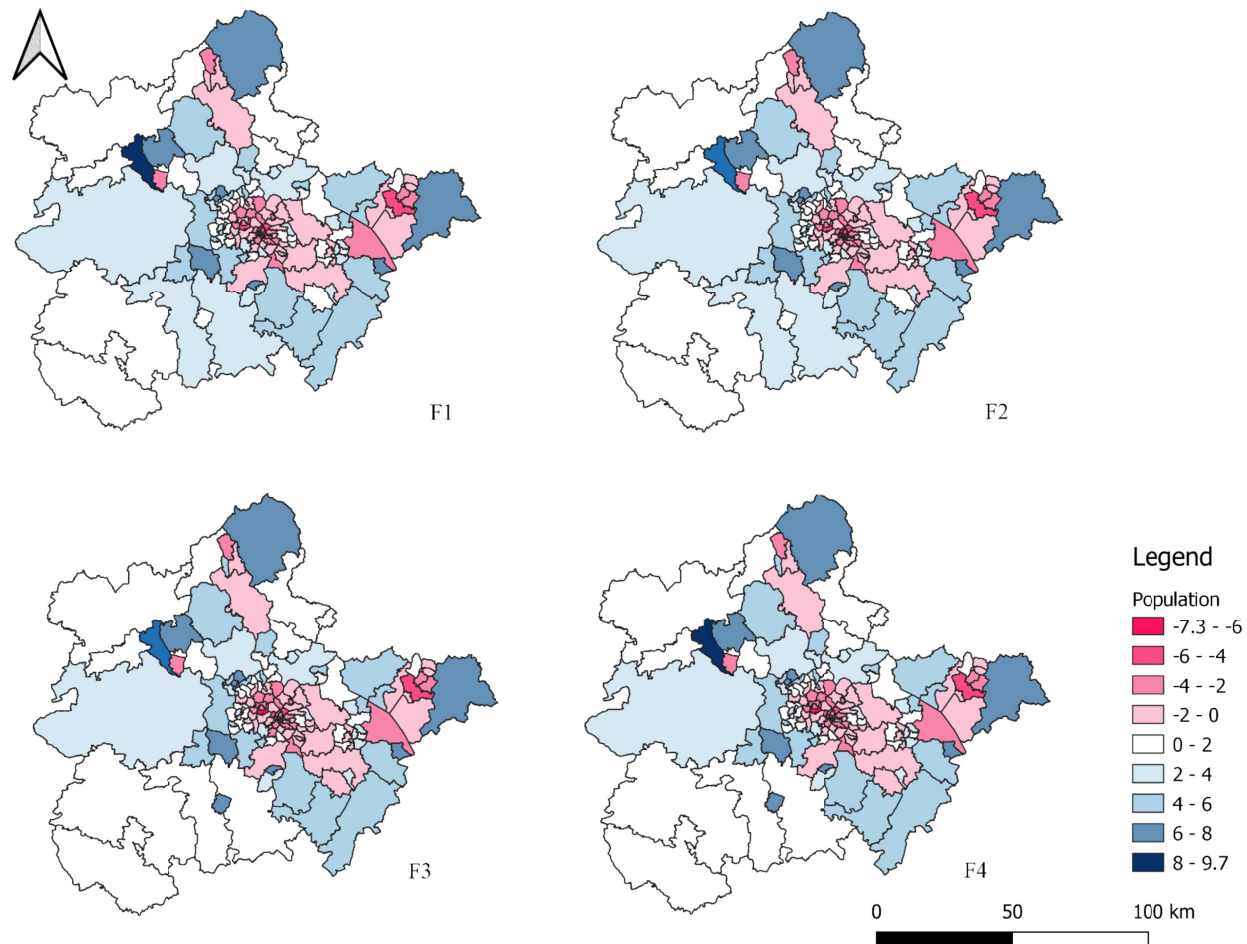 F1
F2
F3
F4
Legend
Population
-7.3 - -6
-6 - -4
-4 - -2
-2 - 0
0 - 2
2 - 4
4 - 6
6 - 8
8 - 9.7
0 50 100 km